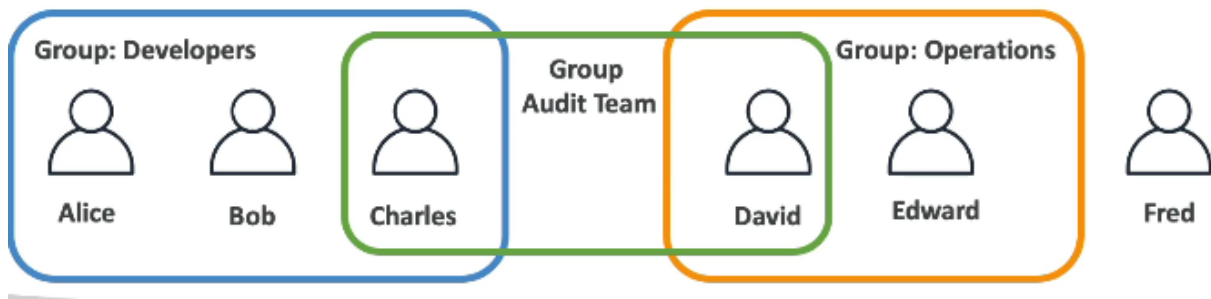 Group: Developers
Group
Audit Team
Group: Operations
Alice
Bob
Charles
David
Edward
Fred